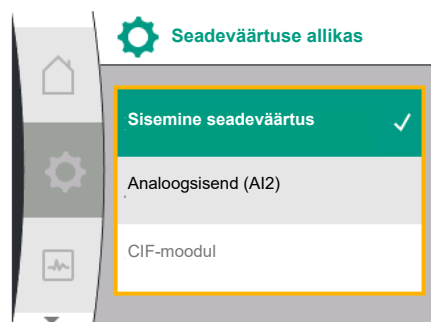 Seadeväärtuse allikas
Sisemine seadeväärtus
Analoogsisend (AI2)
CIF-moodul